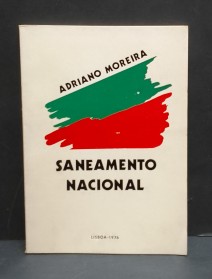 ADRIANO MOREIRA
SANEAMENTO
NACIONAL
LISBOA-1976